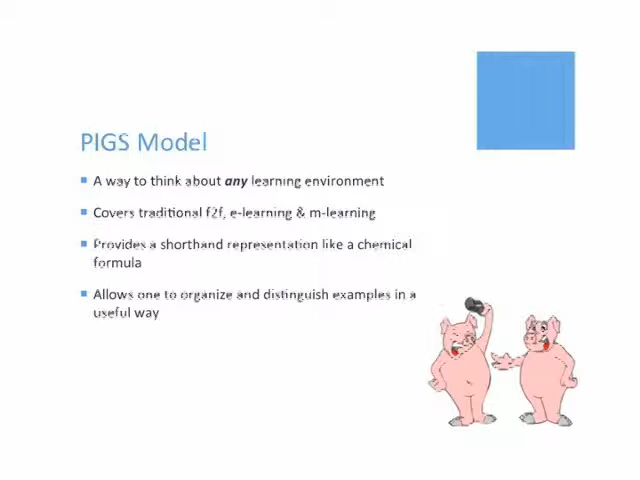 PIGS Model
A way to think about any learning environment
Covers traditional f2f, e-learning & m-learning
Provides a shorthand representation like a chemical
formula
Allows one to organize and distinguish examples in a
useful way